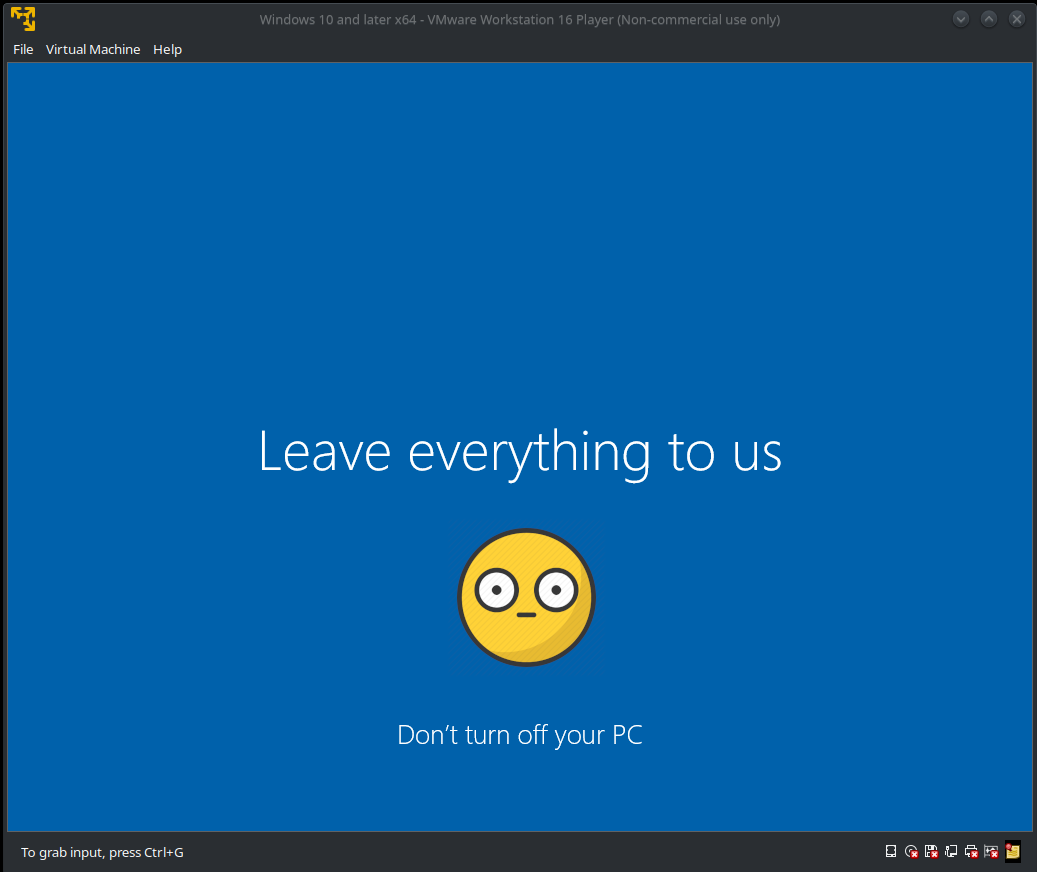 Windows 10 and later x64 - VMware Workstation 16 Player (Non-commercial use only)
File Virtual Machine Help
Leave everything to us
Don’t turn off your PC
To grab input, press Ctrl+G